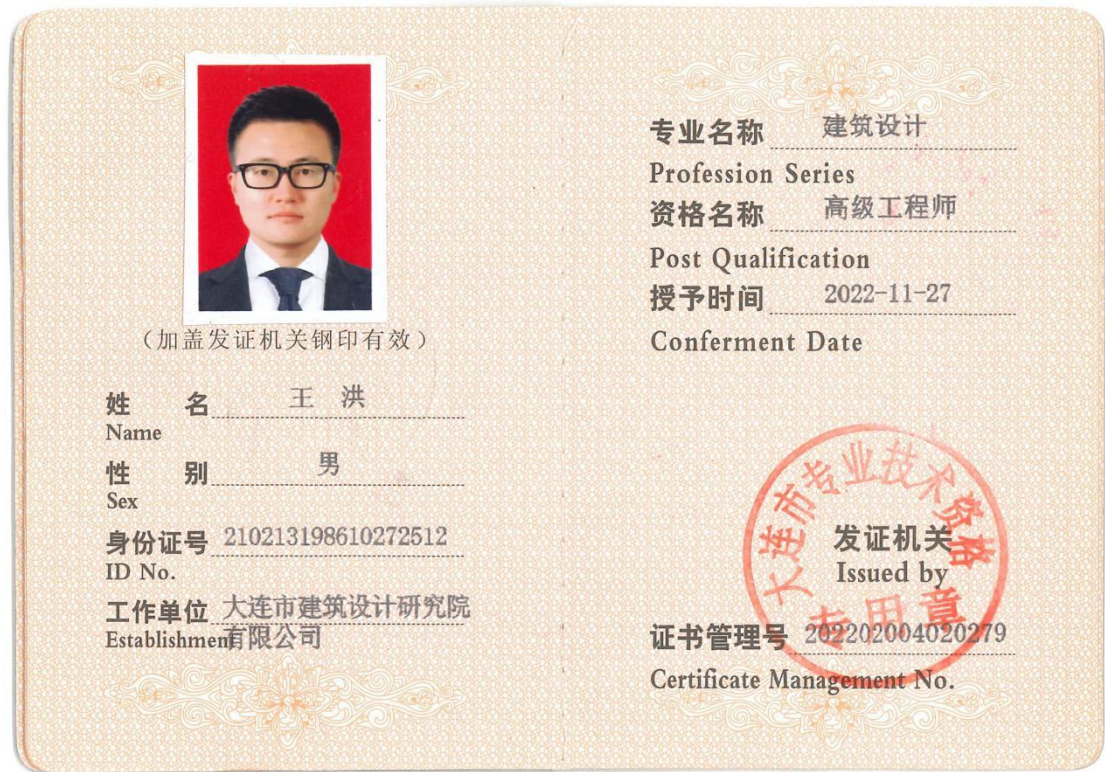 （加盖发证机关钢印有效）
姓 名 王 洪
Name
性 别 男
Sex
身份证号 210213198610272512
ID No.
工作单位 大连市建筑设计研究院
Establishment 有限公司
专业名称 建筑设计
Profession Series
资格名称 高级工程师
Post Qualification
授予时间 2022-11-27
Conferment Date
大连市专业技术资格
发证机关
Issued by
专用章
证书管理号 202202004020279
Certificate Management No.